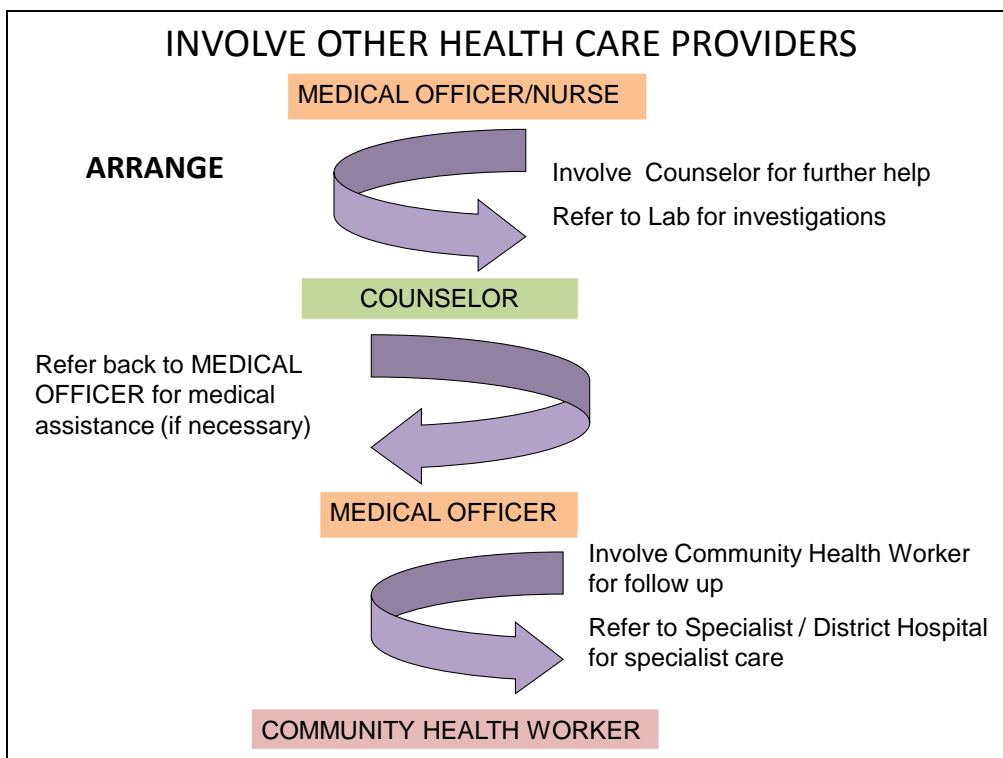 INVOLVE OTHER HEALTH CARE PROVIDERS
MEDICAL OFFICER/NURSE
ARRANGE
Involve Counselor for further help
Refer to Lab for investigations
COUNSELOR
Refer back to MEDICAL
OFFICER for medical
assistance (if necessary)
MEDICAL OFFICER
Involve Community Health Worker
for follow up
Refer to Specialist / District Hospital
for specialist care
COMMUNITY HEALTH WORKER